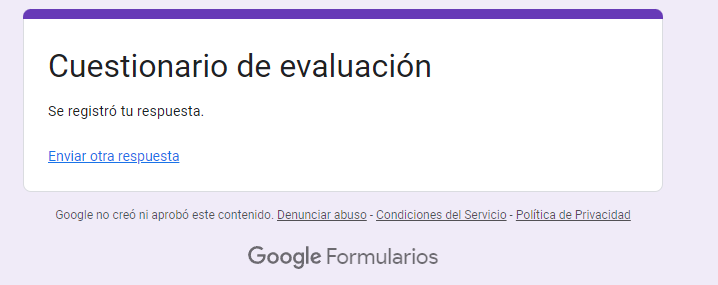 Cuestionario de evaluación
Se registró tu respuesta.
Enviar otra respuesta
Google no creó ni aprobó este contenido. Denunciar abuso - Condiciones del Servicio - Política de Privacidad
Google Formularios